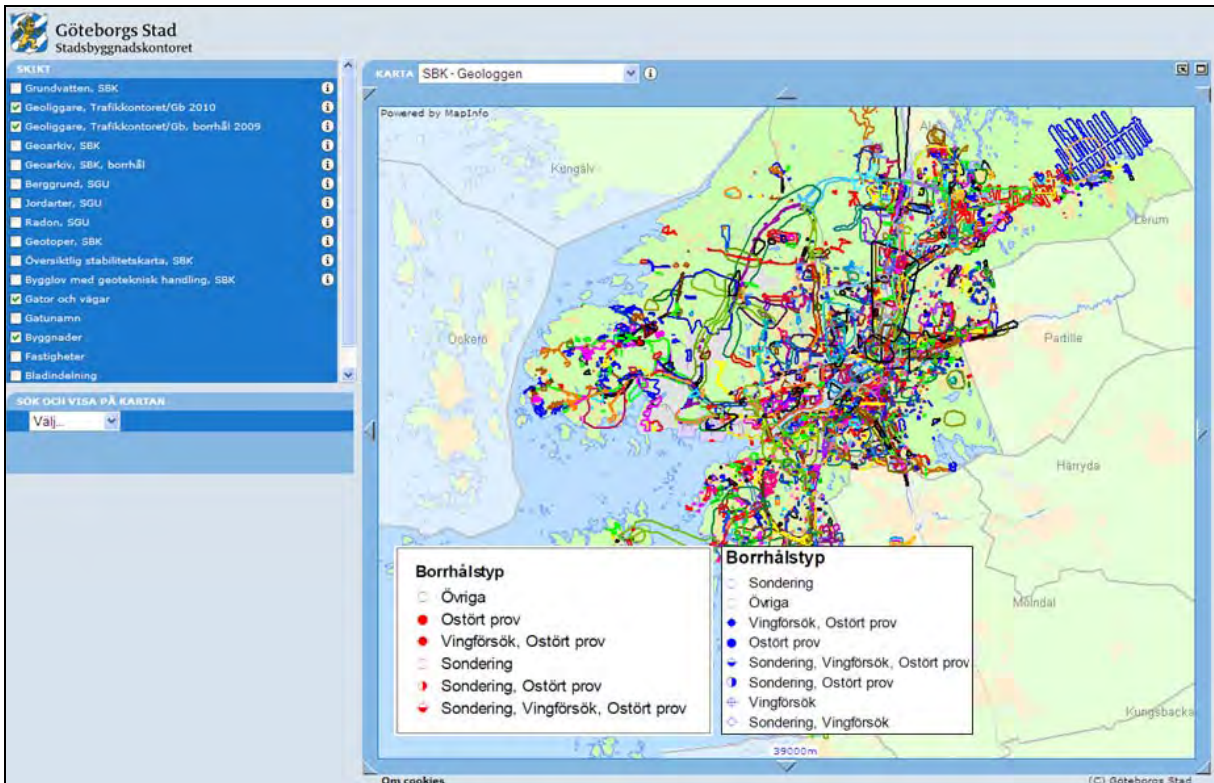 Göteborgs Stad
Stadsbyggnadskontoret
SKIKT
Grundvatten, SBK
Geoliggare, Trafikkontoret/Gb 2010
Geoliggare, Trafikkontoret/Gb, borrhål 2009
Geoarkiv, SBK
Geoarkiv, SBK, borrhål
Berggrund, SGU
Jordarter, SGU
Radon, SGU
Geotoper, SBK
Översiktlig stabilitetskarta, SBK
Bygglov med geoteknisk handling, SBK
Gator och vägar
Gatunamn
Byggnader
Fastigheter
Bladindelning
SÖK OCH VISA PÅ KARTAN
Välj...
KARTA SBK - Geologgen
Powered by MapInfo
Kungälv
Lerum
Öckerö
Partille
Härryda
Mölndal
Kungsbacka
Borrhålstyp
Övriga
Ostört prov
Vingförsök, Ostört prov
Sondering
Sondering, Ostört prov
Sondering, Vingförsök, Ostört prov
Borrhålstyp
Sondering
Övriga
Vingförsök, Ostört prov
Ostört prov
Sondering, Vingförsök, Ostört prov
Sondering, Ostört prov
Vingförsök
Sondering, Vingförsök
39000m
Om cookies
(C) Göteborgs Stad